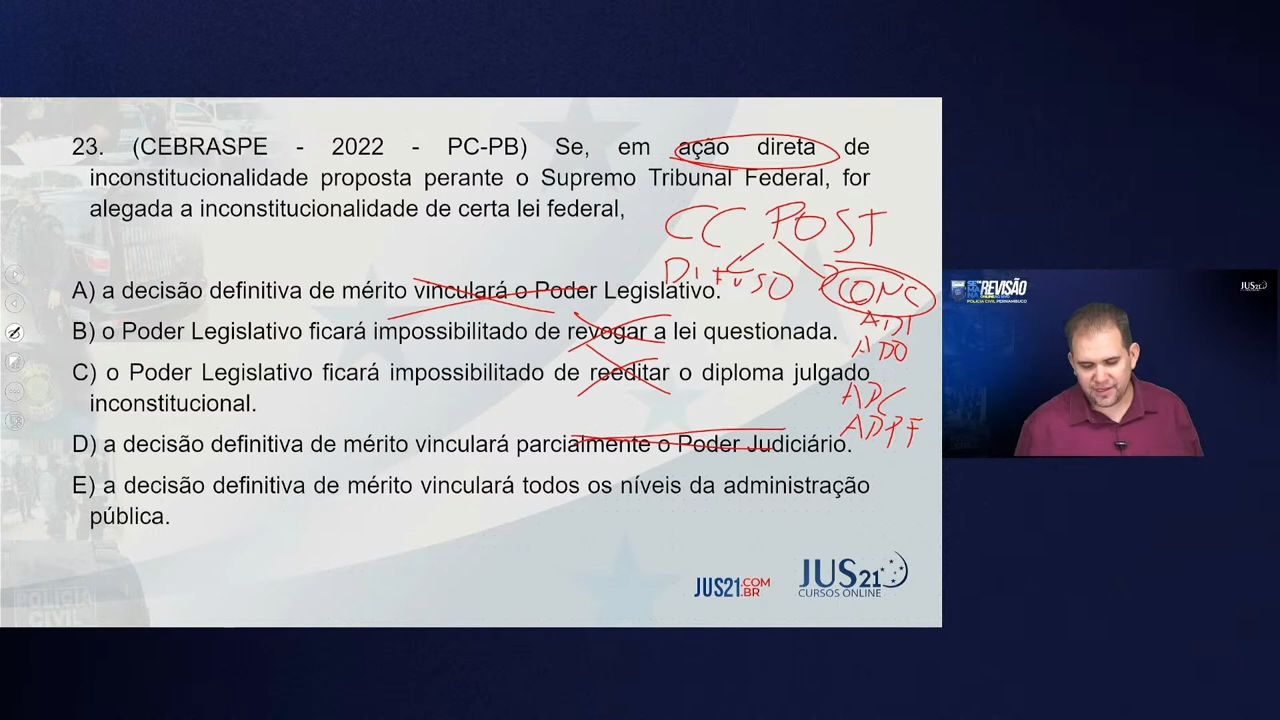 23. (CEBRASPE - 2022 - PC-PB) Se, em ação direta de
inconstitucionalidade proposta perante o Supremo Tribunal Federal, for
alegada a inconstitucionalidade de certa lei federal,
CC POST
DIFUSO CONC
ADI
ADO
ADC
ADPF
A) a decisão definitiva de mérito vinculará o Poder Legislativo.
B) o Poder Legislativo ficará impossibilitado de revogar a lei questionada.
C) o Poder Legislativo ficará impossibilitado de reeditar o diploma julgado
inconstitucional.
D) a decisão definitiva de mérito vinculará parcialmente o Poder Judiciário.
E) a decisão definitiva de mérito vinculará todos os níveis da administração
pública.
JUS21.COM.BR
JUS21
CURSOS ONLINE
SEMANA REVISÃO
POLÍCIA CIVIL PERNAMBUCO
JUS21
POLÍCIA
CIVIL